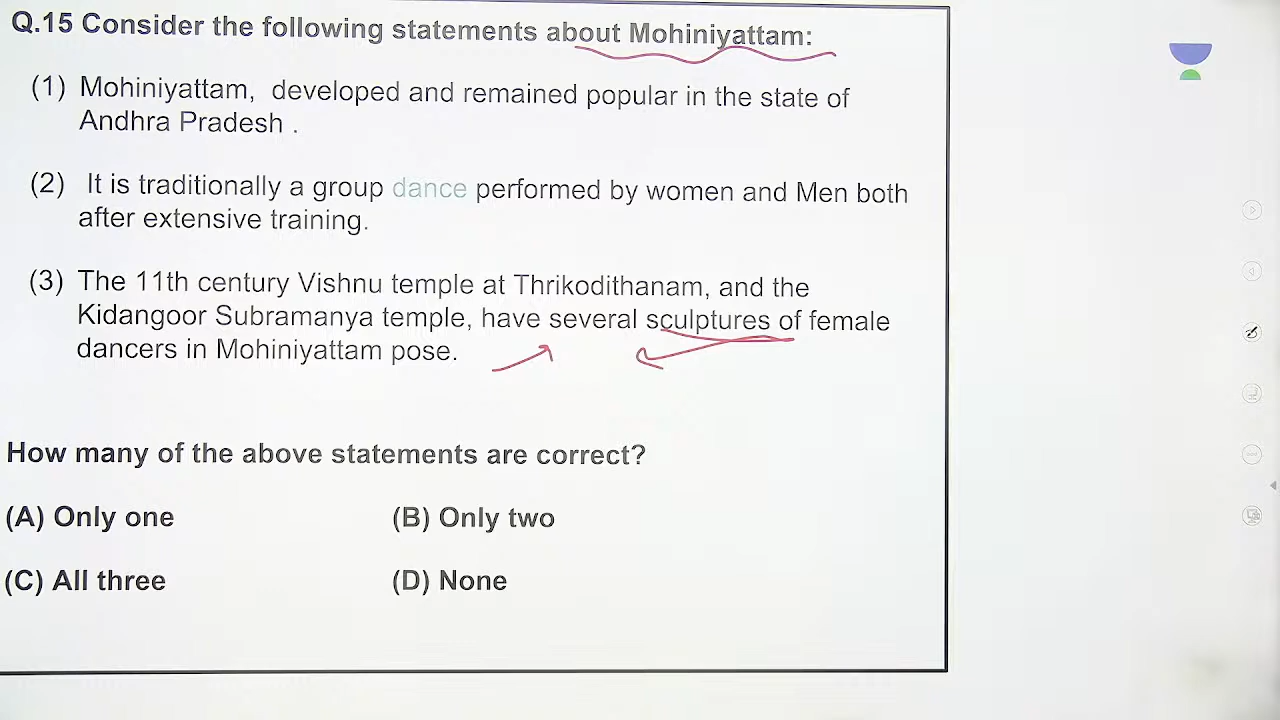 Q.15 Consider the following statements about Mohiniyattam:
(1) Mohiniyattam, developed and remained popular in the state of
Andhra Pradesh .
(2) It is traditionally a group dance performed by women and Men both
after extensive training.
(3) The 11th century Vishnu temple at Thrikodithanam, and the
Kidangoor Subramanya temple, have several sculptures of female
dancers in Mohiniyattam pose.
How many of the above statements are correct?
(A) Only one (B) Only two
(C) All three (D) None